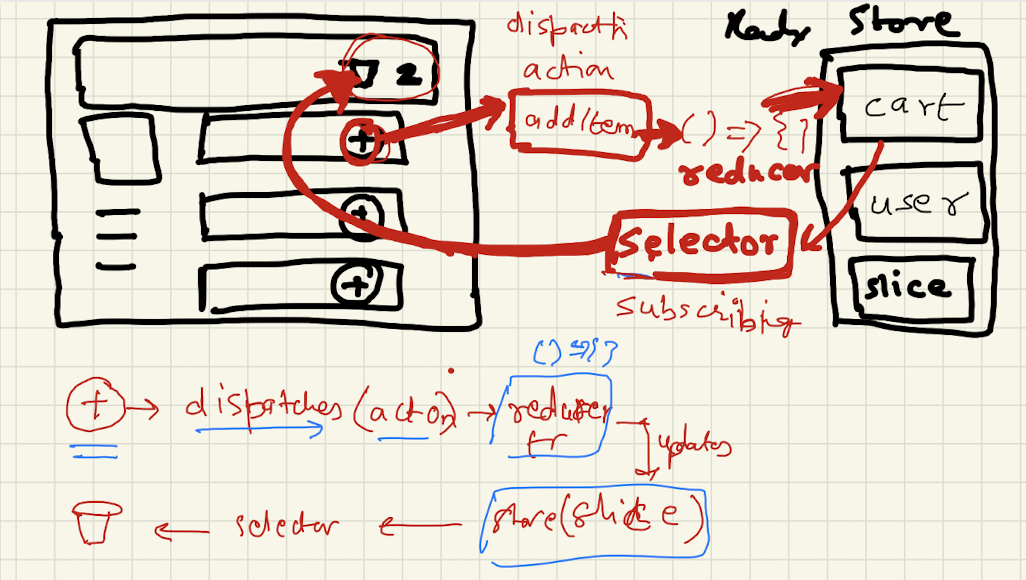 dispatch
action
Redux Store
2
+
addItem
() => {}
reducer
cart
user
slice
+
+
selector
subscribing
() => {}
+ → dispatches (action) → reducer
fr
updates
store(slice)
← selector ←